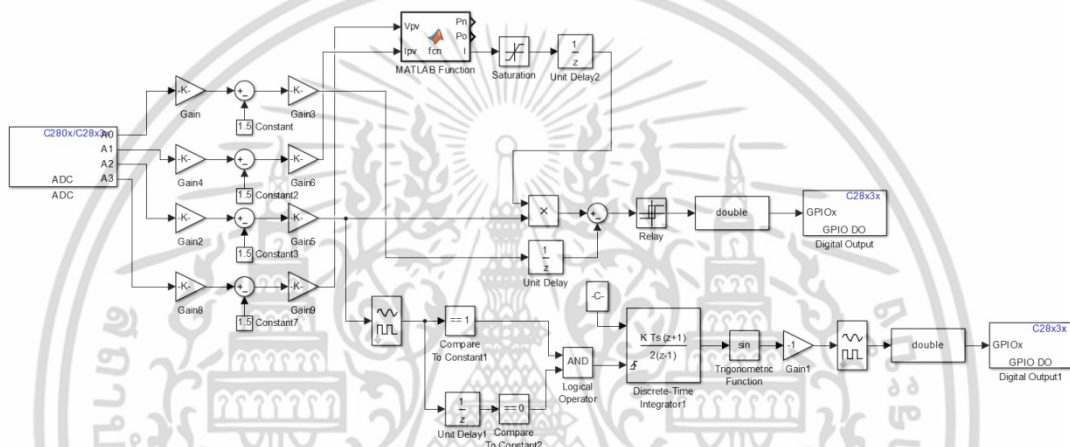 Vpv
Ipv
fcn
Pn
Po
I
MATLAB Function
Saturation
1
z
Unit Delay2
C280x/C28x3x
A0
A1
A2
A3
ADC
ADC
-K-
Gain
1.5
Constant
-K-
Gain3
-K-
Gain4
1.5
Constant2
-K-
Gain6
-K-
Gain2
1.5
Constant3
-K-
Gain5
-K-
Gain8
1.5
Constant7
-K-
Gain9
×
1
z
Unit Delay
Relay
double
C28x3x
GPIOx
GPIO DO
Digital Output
== 1
Compare
To Constant1
1
z
Unit Delay1
== 0
Compare
To Constant2
AND
Logical
Operator
-C-
K Ts (z+1)
2(z-1)
Discrete-Time
Integrator1
sin
Trigonometric
Function
-1
Gain1
double
C28x3x
GPIOx
GPIO DO
Digital Output1